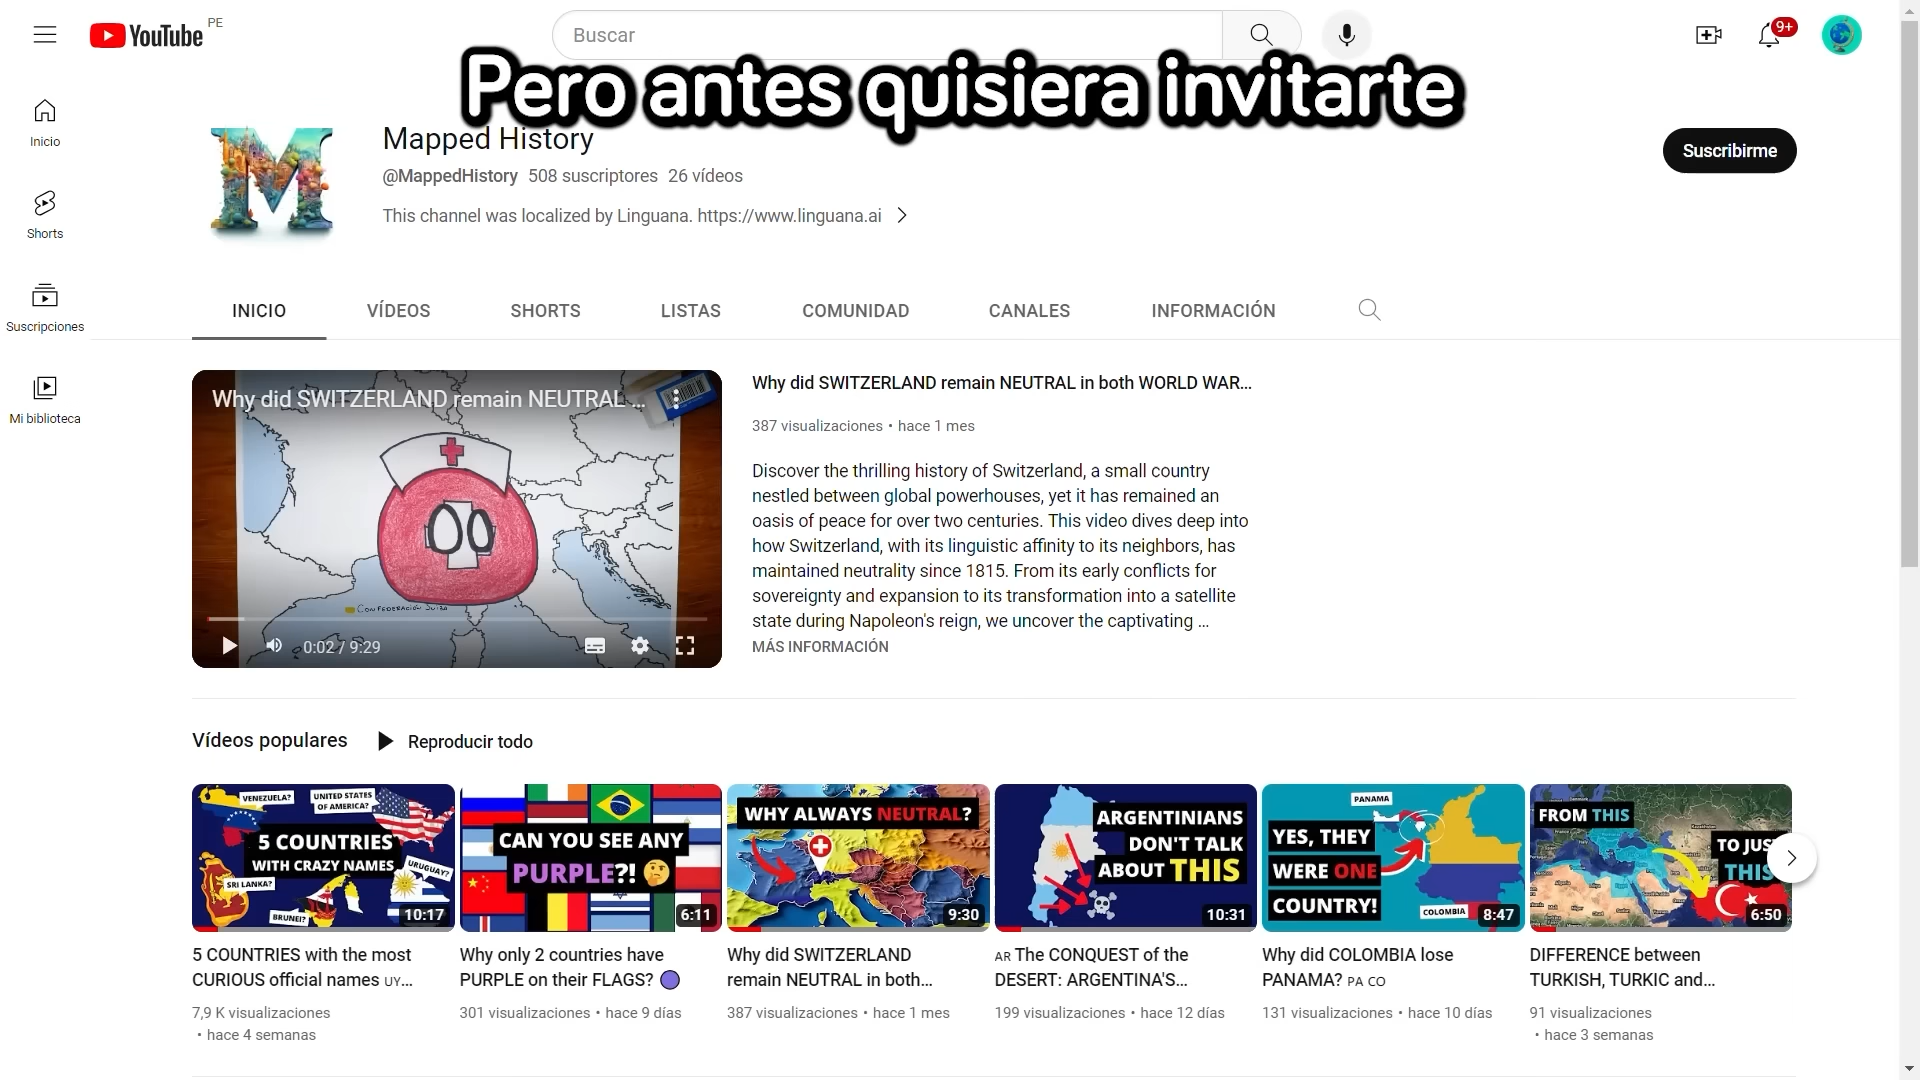 YouTube PE
Buscar
9+
Pero antes quisiera invitarte
Inicio
Shorts
Suscripciones
Mi biblioteca
Mapped History
@MappedHistory 508 suscriptores 26 vídeos
This channel was localized by Linguana. https://www.linguana.ai
Suscribirme
INICIO VÍDEOS SHORTS LISTAS COMUNIDAD CANALES INFORMACIÓN
Why did SWITZERLAND remain NEUTRAL ...
CONFEDERACIÓN SUIZA
0:02 / 9:29
Why did SWITZERLAND remain NEUTRAL in both WORLD WAR...
387 visualizaciones • hace 1 mes
Discover the thrilling history of Switzerland, a small country
nestled between global powerhouses, yet it has remained an
oasis of peace for over two centuries. This video dives deep into
how Switzerland, with its linguistic affinity to its neighbors, has
maintained neutrality since 1815. From its early conflicts for
sovereignty and expansion to its transformation into a satellite
state during Napoleon's reign, we uncover the captivating ...
MÁS INFORMACIÓN
Vídeos populares Reproducir todo
VENEZUELA?
UNITED STATES
OF AMERICA?
5 COUNTRIES
WITH CRAZY NAMES
URUGUAY?
SRI LANKA?
BRUNEI?
10:17
5 COUNTRIES with the most
CURIOUS official names UY...
7,9 K visualizaciones
• hace 4 semanas
CAN YOU SEE ANY
PURPLE?! 🤔
6:11
Why only 2 countries have
PURPLE on their FLAGS? 🟣
301 visualizaciones • hace 9 días
WHY ALWAYS NEUTRAL?
9:30
Why did SWITZERLAND
remain NEUTRAL in both...
387 visualizaciones • hace 1 mes
ARGENTINIANS
DON'T TALK
ABOUT THIS
10:31
AR The CONQUEST of the
DESERT: ARGENTINA'S...
199 visualizaciones • hace 12 días
PANAMA
YES, THEY
WERE ONE
COUNTRY!
COLOMBIA
8:47
Why did COLOMBIA lose
PANAMA? PA CO
131 visualizaciones • hace 10 días
FROM THIS
TO JUST
THIS
6:50
DIFFERENCE between
TURKISH, TURKIC and...
91 visualizaciones
• hace 3 semanas